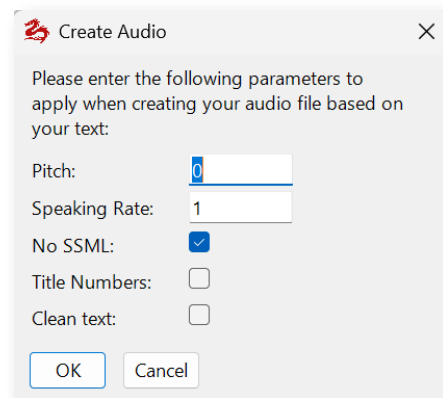 Create Audio
Please enter the following parameters to
apply when creating your audio file based on
your text:
Pitch: 0
Speaking Rate: 1
No SSML:
Title Numbers:
Clean text:
OK Cancel